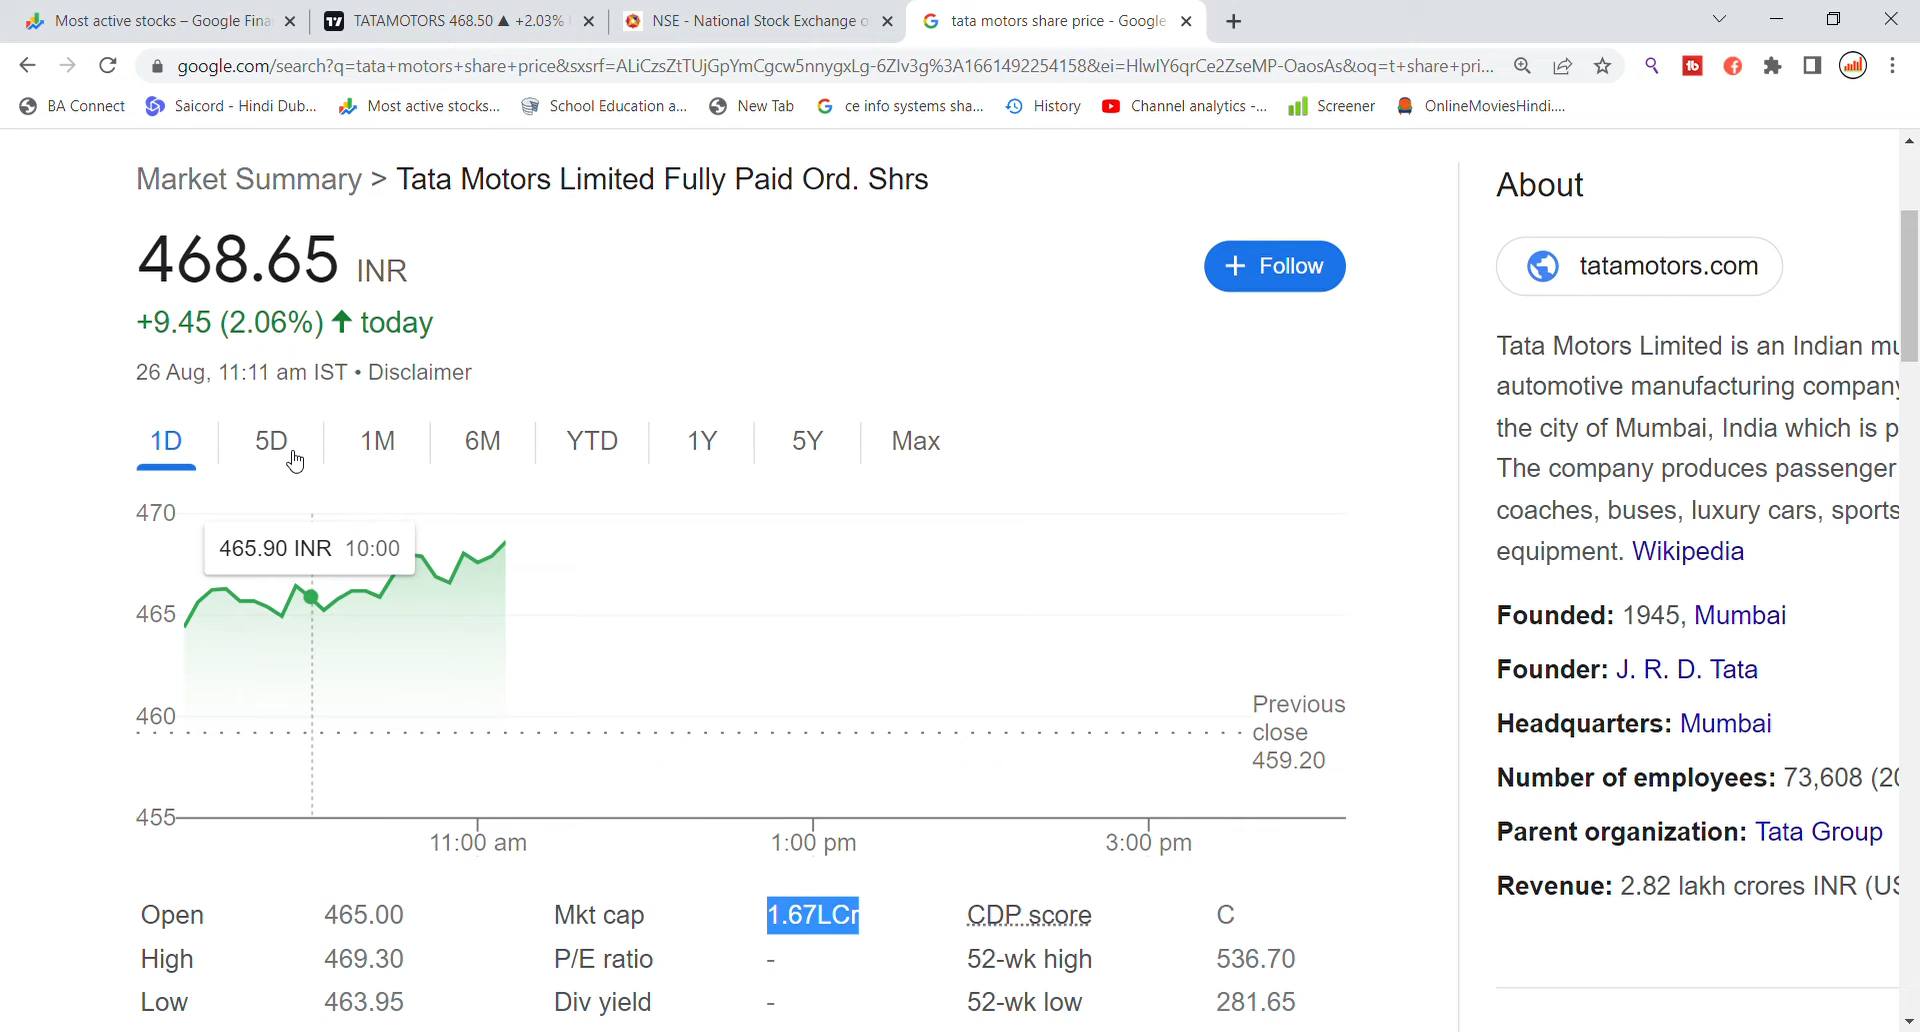 Most active stocks – Google Fina
TATAMOTORS 468.50 ▲ +2.03%
NSE - National Stock Exchange o
tata motors share price - Google
google.com/search?q=tata+motors+share+price&sxsrf=ALiCzsZtTUjGpYmCgcw5nnygxLg-6ZIv3g%3A1661492254158&ei=HlwIY6qrCe2ZseMP-OaosAs&oq=t+share+pri...
BA Connect
Saicord - Hindi Dub...
Most active stocks...
School Education a...
New Tab
ce info systems sha...
History
Channel analytics -...
Screener
OnlineMoviesHindi....
Market Summary > Tata Motors Limited Fully Paid Ord. Shrs
468.65 INR
+ Follow
+9.45 (2.06%) ↑ today
26 Aug, 11:11 am IST • Disclaimer
1D 5D 1M 6M YTD 1Y 5Y Max
470
465.90 INR 10:00
465
460
Previous
close
459.20
455
11:00 am 1:00 pm 3:00 pm
Open 465.00 Mkt cap 1.67LCr CDP score C
High 469.30 P/E ratio - 52-wk high 536.70
Low 463.95 Div yield - 52-wk low 281.65
About
tatamotors.com
Tata Motors Limited is an Indian mu
automotive manufacturing company
the city of Mumbai, India which is p
The company produces passenger
coaches, buses, luxury cars, sports
equipment. Wikipedia
Founded: 1945, Mumbai
Founder: J. R. D. Tata
Headquarters: Mumbai
Number of employees: 73,608 (20
Parent organization: Tata Group
Revenue: 2.82 lakh crores INR (US